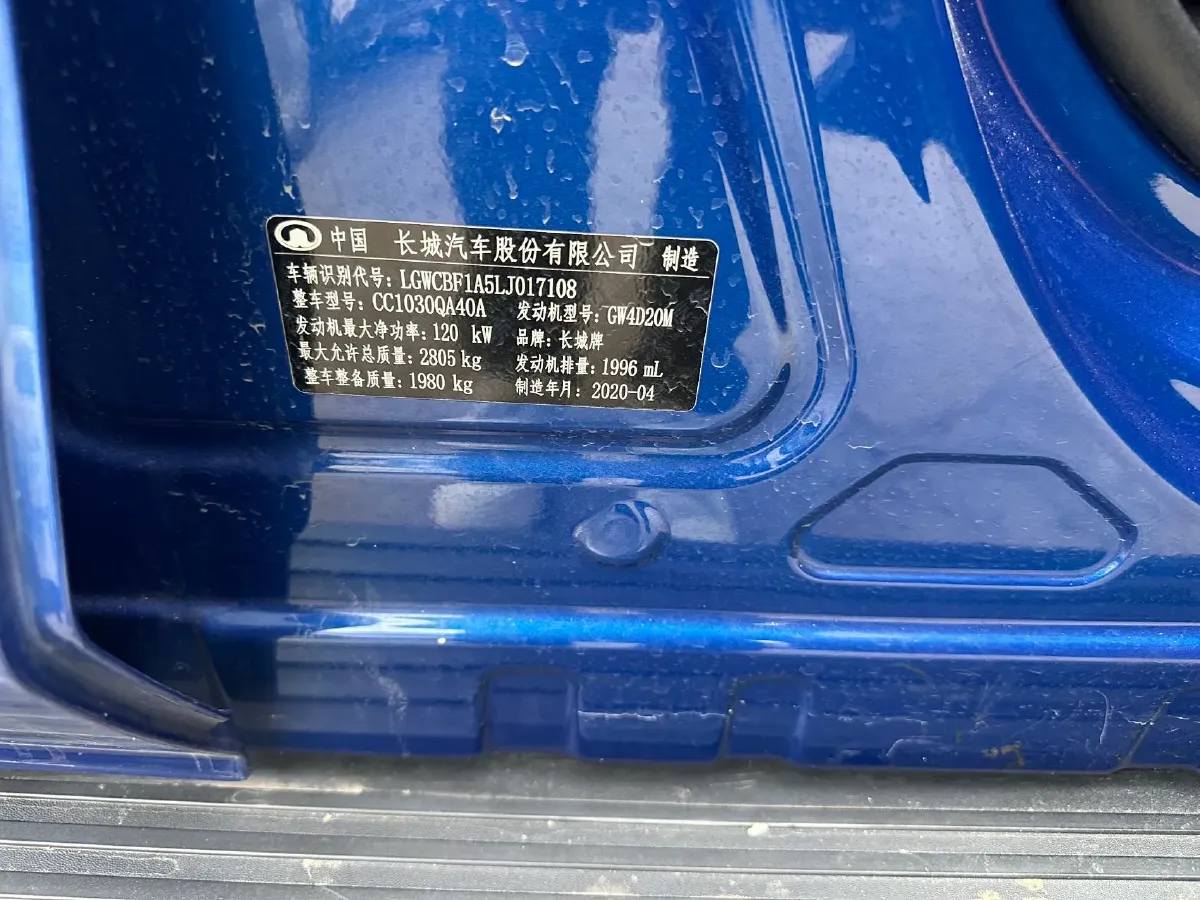 中国 长城汽车股份有限公司 制造
车辆识别代号: LGWCBF1A5LJ017108
整车型号: CC1030QA40A 发动机型号: GW4D20M
发动机最大净功率: 120 kW 品牌: 长城牌
最大允许总质量: 2805 kg 发动机排量: 1996 mL
整车整备质量: 1980 kg 制造年月: 2020-04